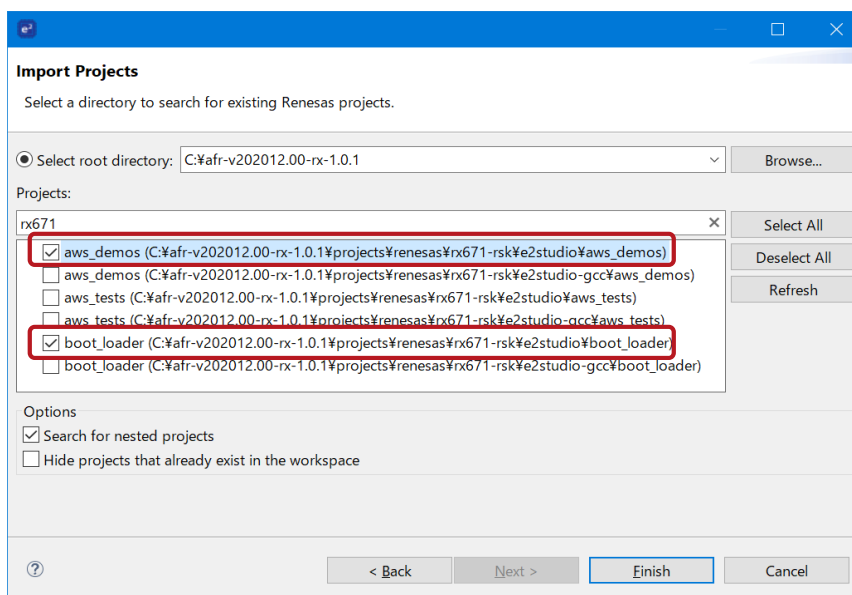 e²
Import Projects
Select a directory to search for existing Renesas projects.
Select root directory: C:¥afr-v202012.00-rx-1.0.1 Browse...
Projects:
rx671 Select All
aws_demos (C:¥afr-v202012.00-rx-1.0.1¥projects¥renesas¥rx671-rsk¥e2studio¥aws_demos)
Deselect All
aws_demos (C:¥afr-v202012.00-rx-1.0.1¥projects¥renesas¥rx671-rsk¥e2studio-gcc¥aws_demos)
Refresh
aws_tests (C:¥afr-v202012.00-rx-1.0.1¥projects¥renesas¥rx671-rsk¥e2studio¥aws_tests)
aws_tests (C:¥afr-v202012.00-rx-1.0.1¥projects¥renesas¥rx671-rsk¥e2studio-gcc¥aws_tests)
boot_loader (C:¥afr-v202012.00-rx-1.0.1¥projects¥renesas¥rx671-rsk¥e2studio¥boot_loader)
boot_loader (C:¥afr-v202012.00-rx-1.0.1¥projects¥renesas¥rx671-rsk¥e2studio-gcc¥boot_loader)
Options
Search for nested projects
Hide projects that already exist in the workspace
? < Back Next > Finish Cancel